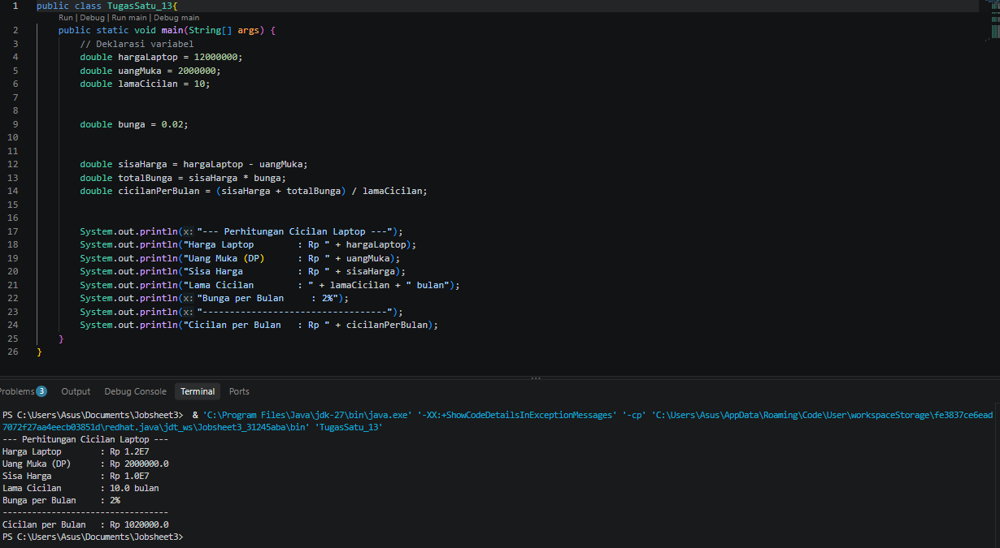 1 public class TugasSatu_13{
Run | Debug | Run main | Debug main
2 public static void main(String[] args) {
3 // Deklarasi variabel
4 double hargaLaptop = 12000000;
5 double uangMuka = 2000000;
6 double lamaCicilan = 10;
7
8
9 double bunga = 0.02;
10
11
12 double sisaHarga = hargaLaptop - uangMuka;
13 double totalBunga = sisaHarga * bunga;
14 double cicilanPerBulan = (sisaHarga + totalBunga) / lamaCicilan;
15
16
17 System.out.println(x: "--- Perhitungan Cicilan Laptop ---");
18 System.out.println("Harga Laptop        : Rp " + hargaLaptop);
19 System.out.println("Uang Muka (DP)      : Rp " + uangMuka);
20 System.out.println("Sisa Harga          : Rp " + sisaHarga);
21 System.out.println("Lama Cicilan        : " + lamaCicilan + " bulan");
22 System.out.println(x: "Bunga per Bulan     : 2%");
23 System.out.println(x: "----------------------------------");
24 System.out.println("Cicilan per Bulan   : Rp " + cicilanPerBulan);
25 }
26 }
Problems 3 Output Debug Console Terminal Ports
PS C:\Users\Asus\Documents\Jobsheet3>  & 'C:\Program Files\Java\jdk-27\bin\java.exe' '-XX:+ShowCodeDetailsInExceptionMessages' '-cp' 'C:\Users\Asus\AppData\Roaming\Code\User\workspaceStorage\fe3837ce6ead
7072f27aa4eecb03851d\redhat.java\jdt_ws\Jobsheet3_31245aba\bin' 'TugasSatu_13'
--- Perhitungan Cicilan Laptop ---
Harga Laptop        : Rp 1.2E7
Uang Muka (DP)      : Rp 2000000.0
Sisa Harga          : Rp 1.0E7
Lama Cicilan        : 10.0 bulan
Bunga per Bulan     : 2%
----------------------------------
Cicilan per Bulan   : Rp 1020000.0
PS C:\Users\Asus\Documents\Jobsheet3>